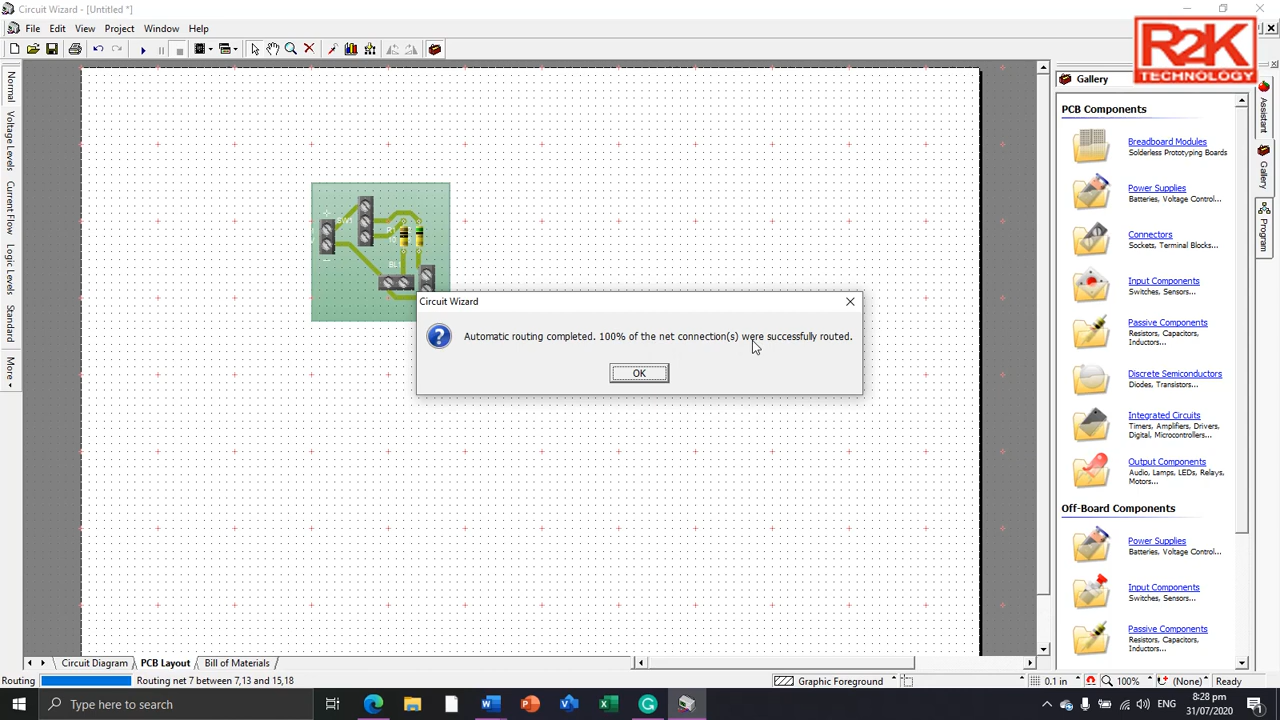 Circuit Wizard - [Untitled *]
File Edit View Project Window Help
R2K
TECHNOLOGY
Normal
Voltage Levels
Current Flow
Logic Levels
Standard
More
SW1
BL1
Circuit Wizard
Automatic routing completed. 100% of the net connection(s) were successfully routed.
OK
Gallery
PCB Components
Breadboard Modules
Solderless Prototyping Boards
Power Supplies
Batteries, Voltage Control...
Connectors
Sockets, Terminal Blocks...
Input Components
Switches, Sensors...
Passive Components
Resistors, Capacitors,
Inductors...
Discrete Semiconductors
Diodes, Transistors...
Integrated Circuits
Timers, Amplifiers, Drivers,
Digital, Microcontrollers...
Output Components
Audio, Lamps, LEDs, Relays,
Motors...
Off-Board Components
Power Supplies
Batteries, Voltage Control...
Input Components
Switches, Sensors...
Passive Components
Resistors, Capacitors,
Inductors...
Assistant
Gallery
Program
Circuit Diagram PCB Layout Bill of Materials
Routing Routing net 7 between 7,13 and 15,18 Graphic Foreground 0.1 in 100% (None) Ready
Type here to search
ENG
8:28 pm
31/07/2020